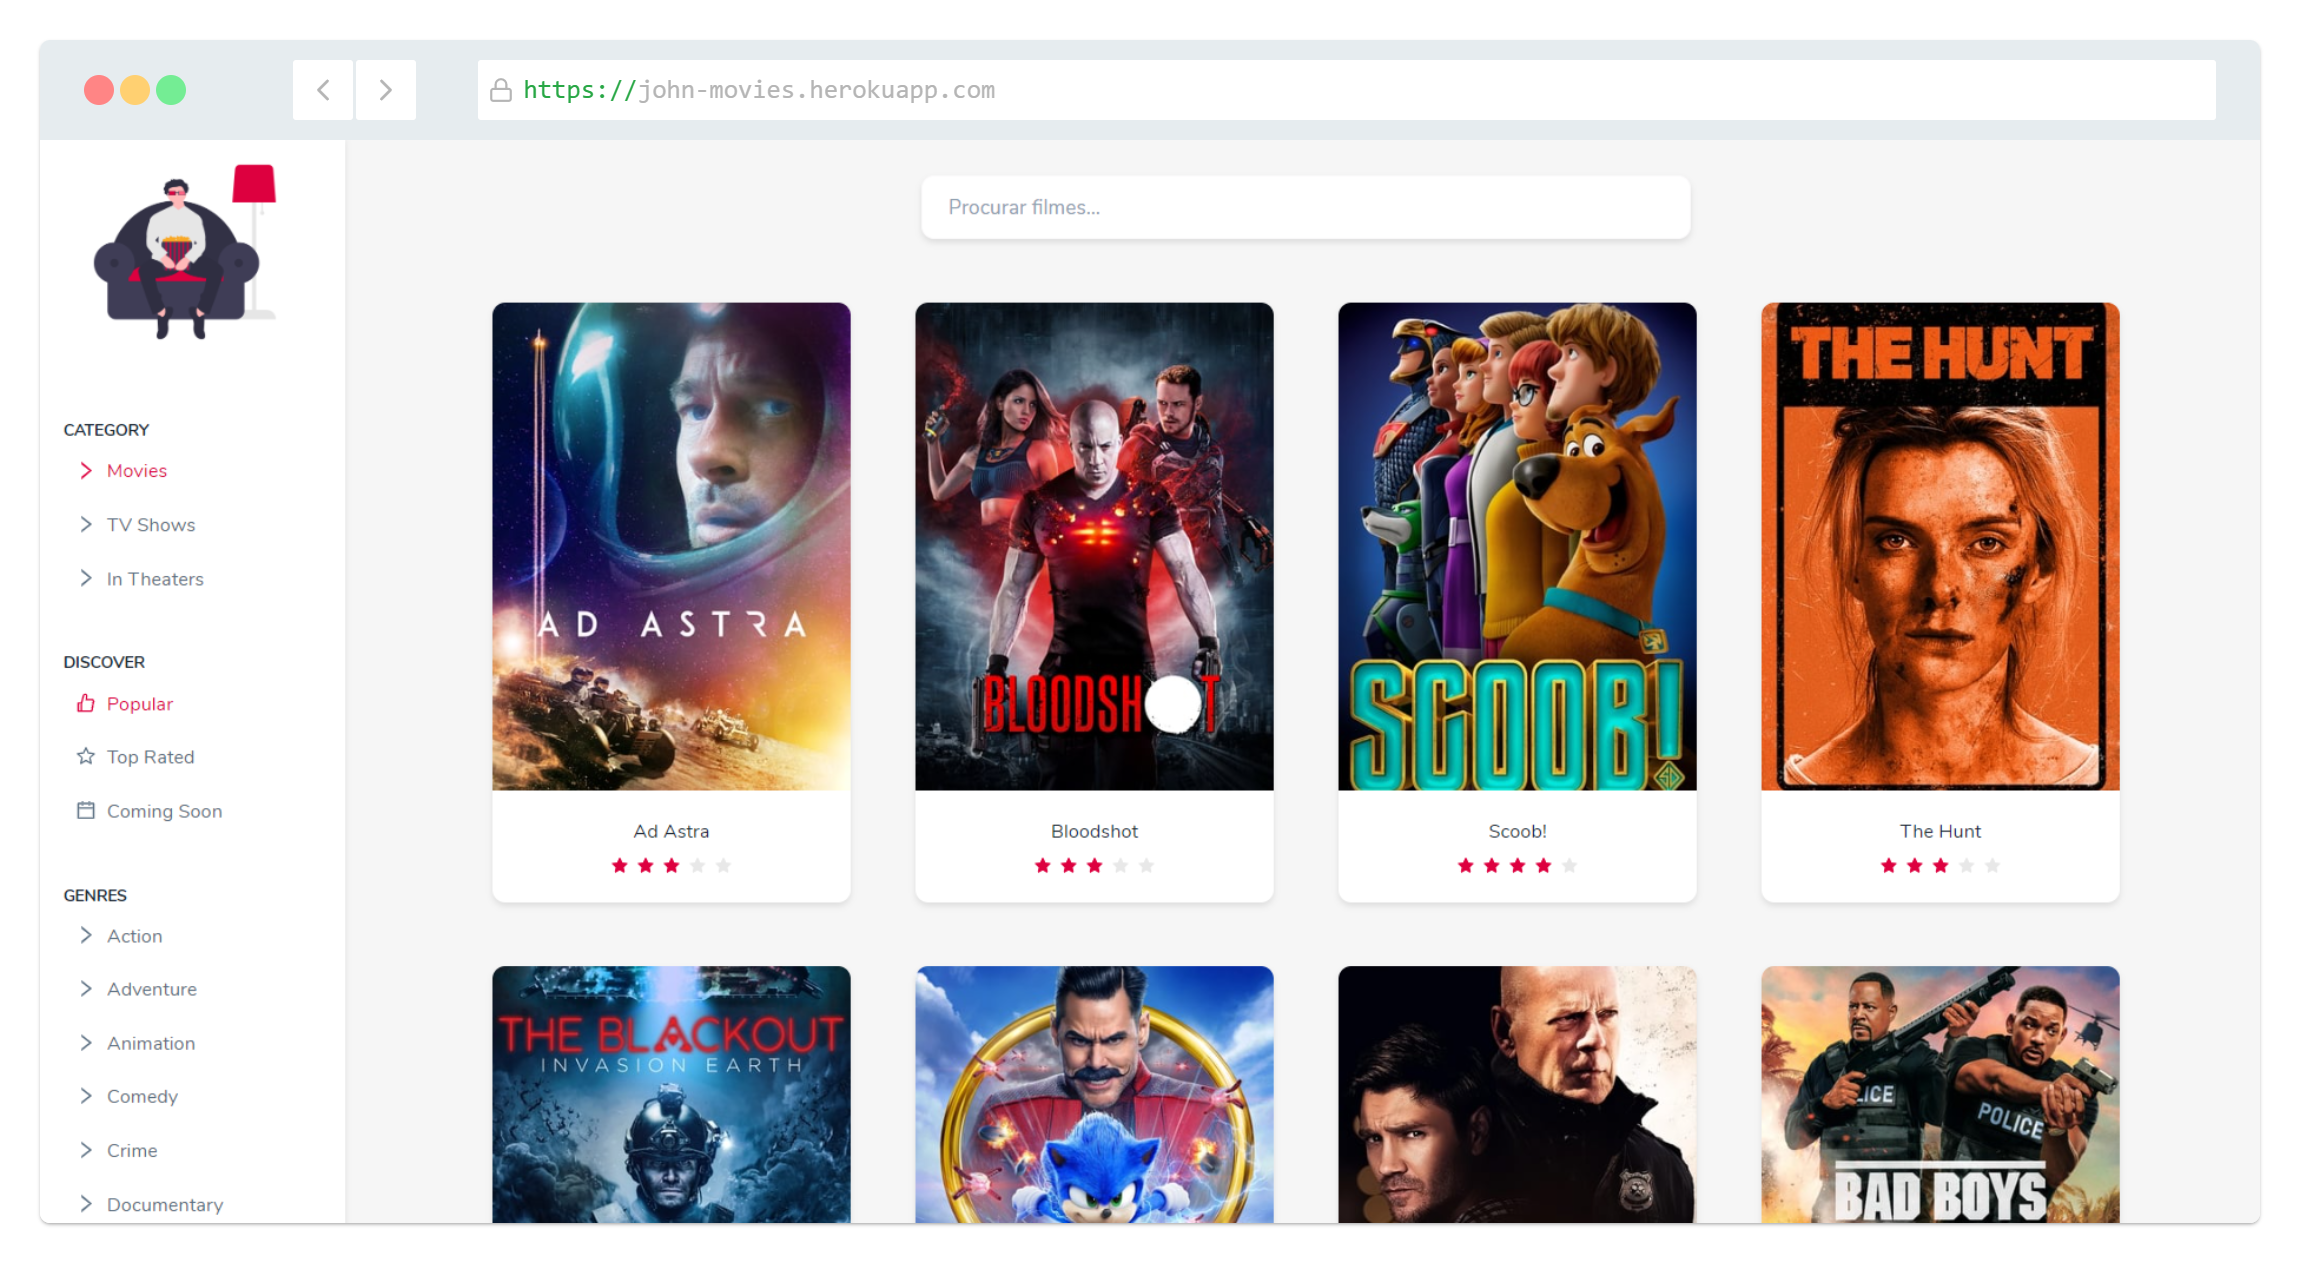 https://john-movies.herokuapp.com
Procurar filmes...
CATEGORY
Movies
TV Shows
In Theaters
DISCOVER
Popular
Top Rated
Coming Soon
GENRES
Action
Adventure
Animation
Comedy
Crime
Documentary
AD ASTRA
Ad Astra
BLOODSHOT
Bloodshot
SCOOB!
SD
Scoob!
THE HUNT
The Hunt
THE BLACKOUT
INVASION EARTH
LICE
POLICE
BAD BOYS